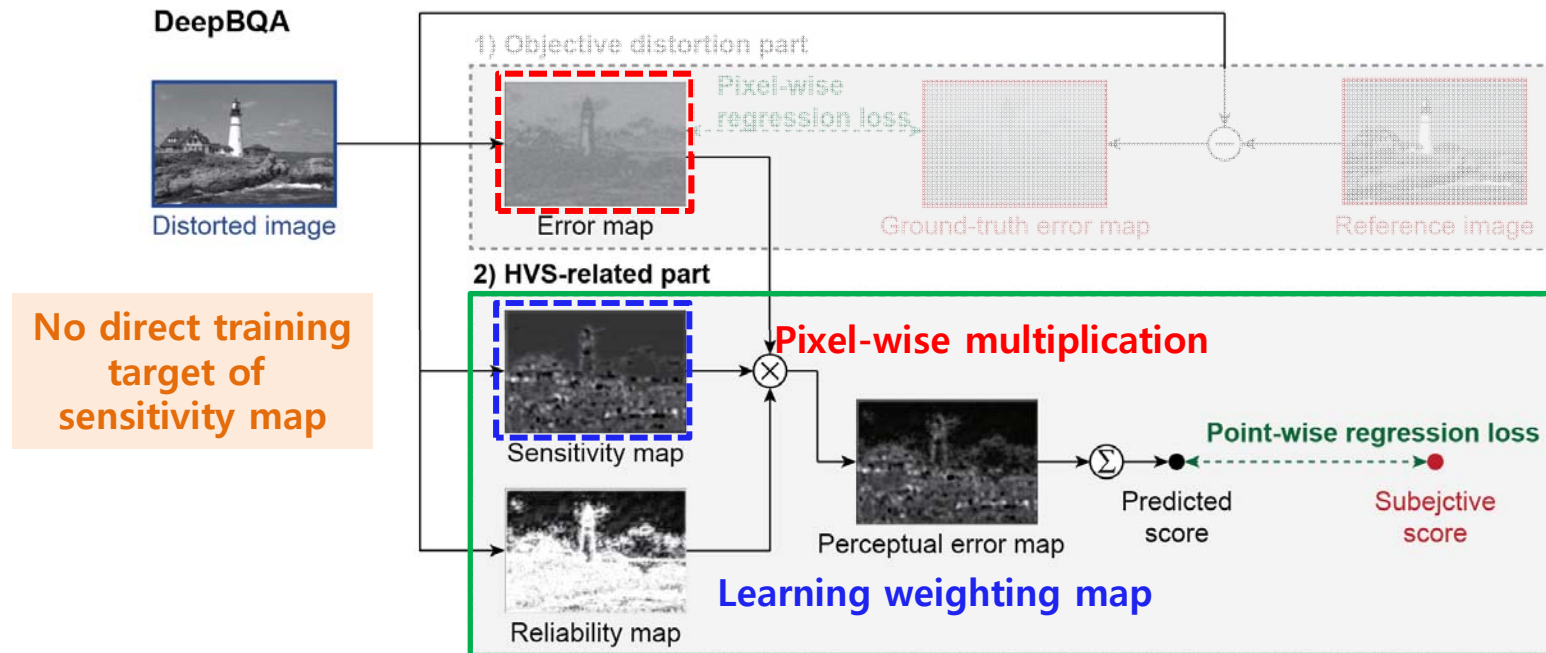 DeepBQA
1) Objective distortion part
Pixel-wise
regression loss
Distorted image
Error map
Ground-truth error map
Reference image
2) HVS-related part
No direct training
target of
sensitivity map
Pixel-wise multiplication
Sensitivity map
Point-wise regression loss
Σ
Predicted
score
Subejctive
score
Perceptual error map
Learning weighting map
Reliability map